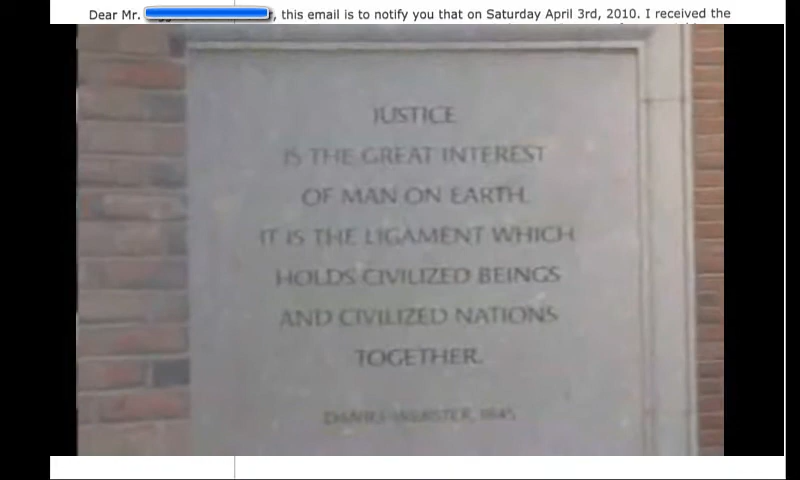 Dear Mr. , this email is to notify you that on Saturday April 3rd, 2010. I received the
JUSTICE
IS THE GREAT INTEREST
OF MAN ON EARTH.
IT IS THE LIGAMENT WHICH
HOLDS CIVILIZED BEINGS
AND CIVILIZED NATIONS
TOGETHER.
DANIEL WEBSTER, 1845